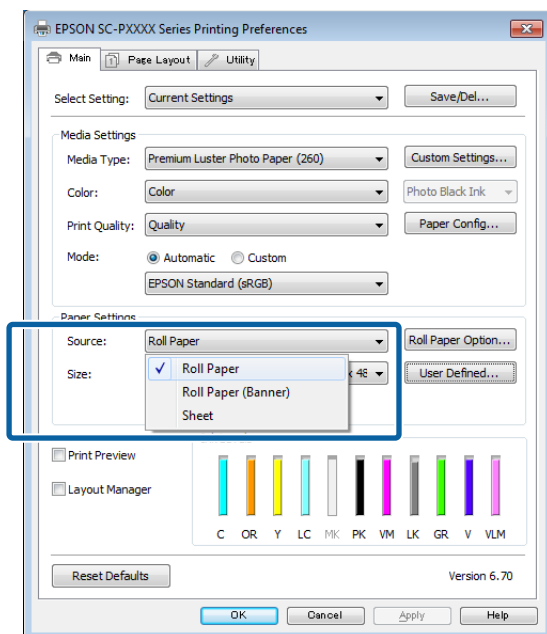 EPSON SC-PXXXX Series Printing Preferences
Main Page Layout Utility
Select Setting: Current Settings Save/Del...
Media Settings
Media Type: Premium Luster Photo Paper (260) Custom Settings...
Color: Color Photo Black Ink
Print Quality: Quality Paper Config...
Mode: Automatic Custom
EPSON Standard (sRGB)
Paper Settings
Source: Roll Paper Roll Paper Option...
Size: Roll Paper x 48 User Defined...
Roll Paper (Banner)
Sheet
Print Preview
Layout Manager
C OR Y LC MK PK VM LK GR V VLM
Reset Defaults Version 6.70
OK Cancel Apply Help